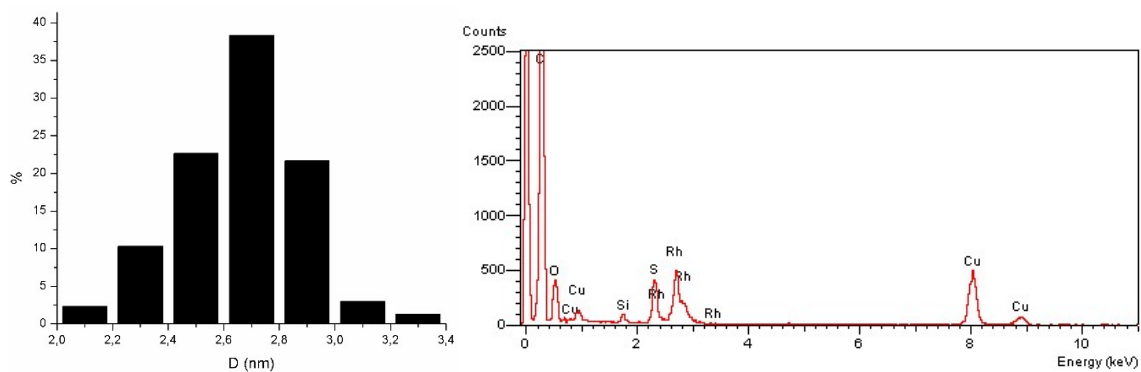 40
35
30
25
20
15
10
5
0
%
2,0 2,2 2,4 2,6 2,8 3,0 3,2 3,4
D (nm)
Counts
2500
2000
1500
1000
500
0
C
O
Cu
Cu
Si
S
Rh
Rh
Rh
Rh
Cu
Cu
0 2 4 6 8 10
Energy (keV)